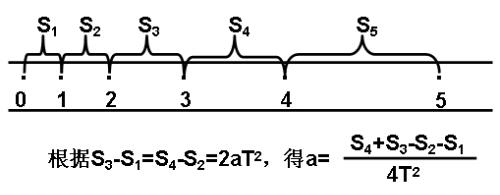 S₁ S₂ S₃ S₄ S₅
0 1 2 3 4 5
根据S₃-S₁=S₄-S₂=2aT²，得a= S₄+S₃-S₂-S₁
4T²